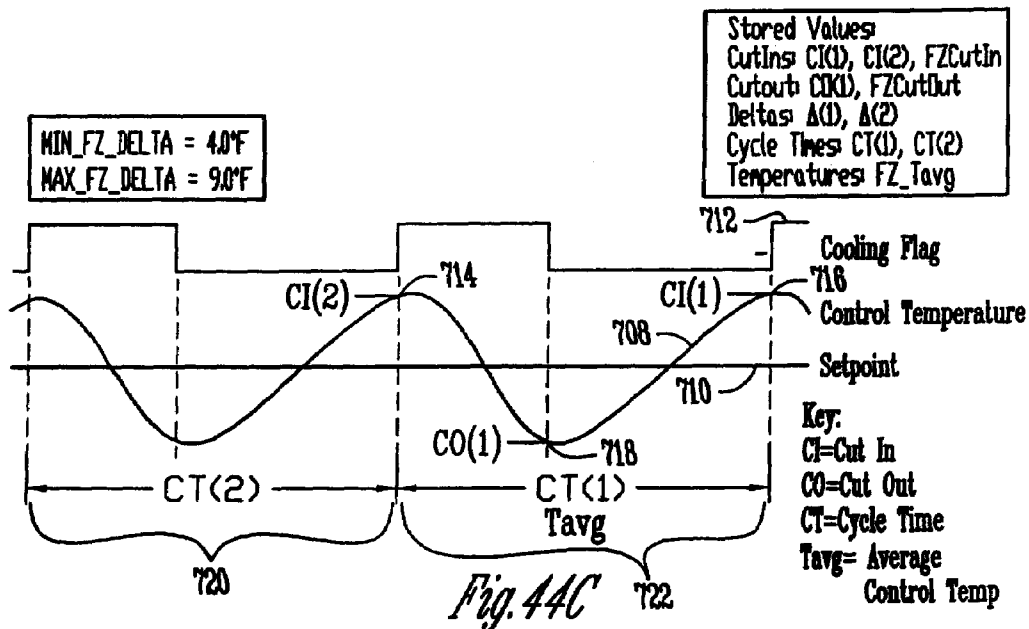 Stored Values:
CutIns: CI(1), CI(2), FZCutIn
Cutout: CO(1), FZCutOut
Deltas: Δ(1), Δ(2)
Cycle Times: CT(1), CT(2)
Temperatures: FZ_Tavg
MIN_FZ_DELTA = 4.0°F
MAX_FZ_DELTA = 9.0°F
712
Cooling Flag
CI(2)
714
CI(1)
716
Control Temperature
708
Setpoint
710
CO(1)
718
Key:
CI=Cut In
CO=Cut Out
CT=Cycle Time
Tavg= Average
Control Temp
CT(2)
CT(1)
Tavg
720
722
Fig. 44C